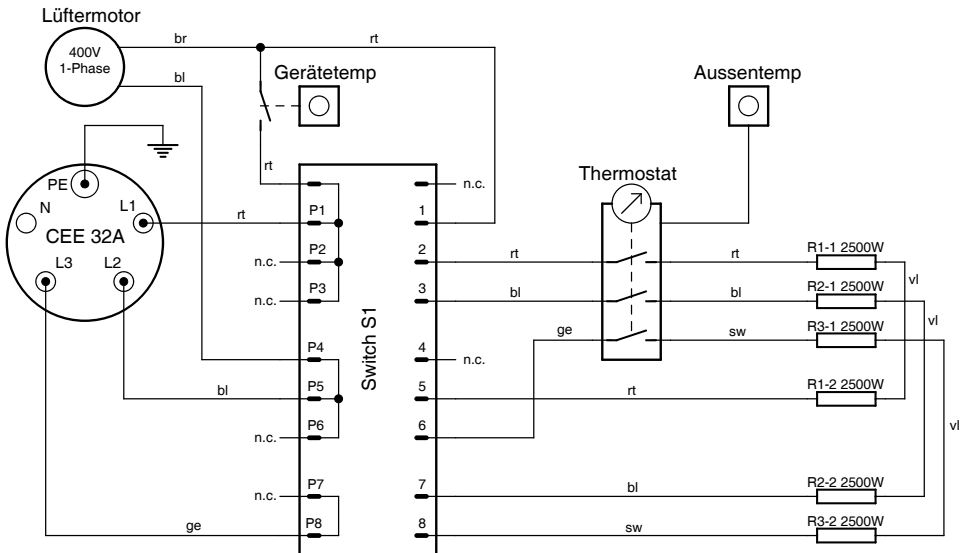 Lüftermotor
400V
1-Phase
br
rt
bl
Gerätetemp
Aussentemp
rt
PE
N
L1
CEE 32A
L3
L2
rt
Thermostat
n.c.
P1
1
P2
2
rt
rt
R1-1 2500W
n.c.
vl
P3
3
bl
bl
R2-1 2500W
n.c.
vl
ge
sw
R3-1 2500W
Switch S1
P4
4
n.c.
P5
5
bl
rt
R1-2 2500W
P6
6
n.c.
vl
P7
7
n.c.
bl
R2-2 2500W
P8
8
ge
sw
R3-2 2500W